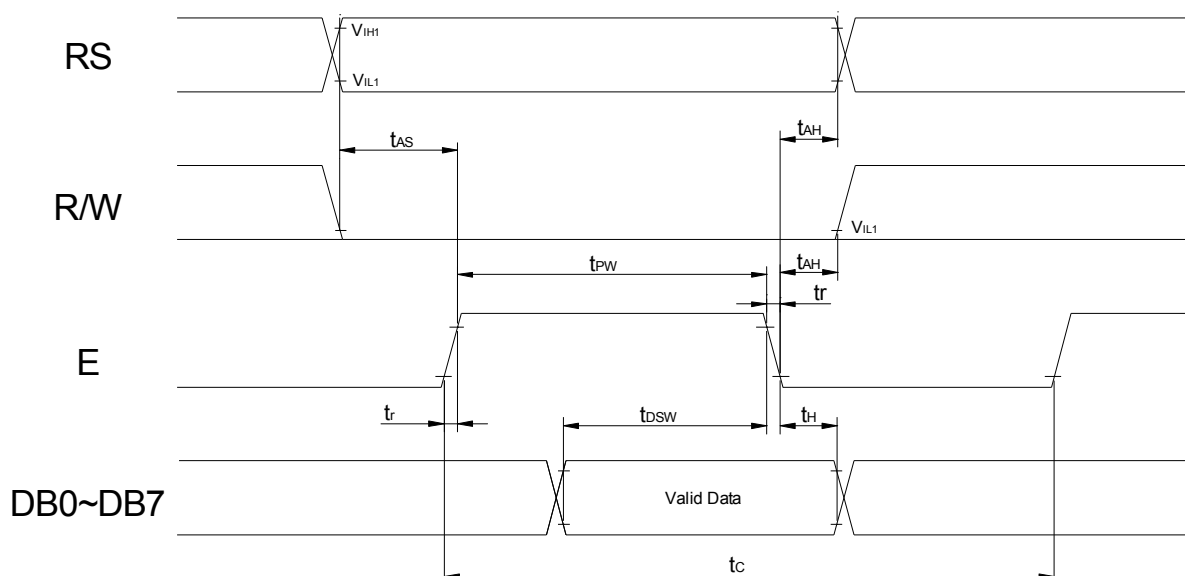 RS
VIH1
VIL1
tAS
tAH
R/W
VIL1
tPW
tAH
tr
E
tr
tDSW
tH
DB0~DB7
Valid Data
tC